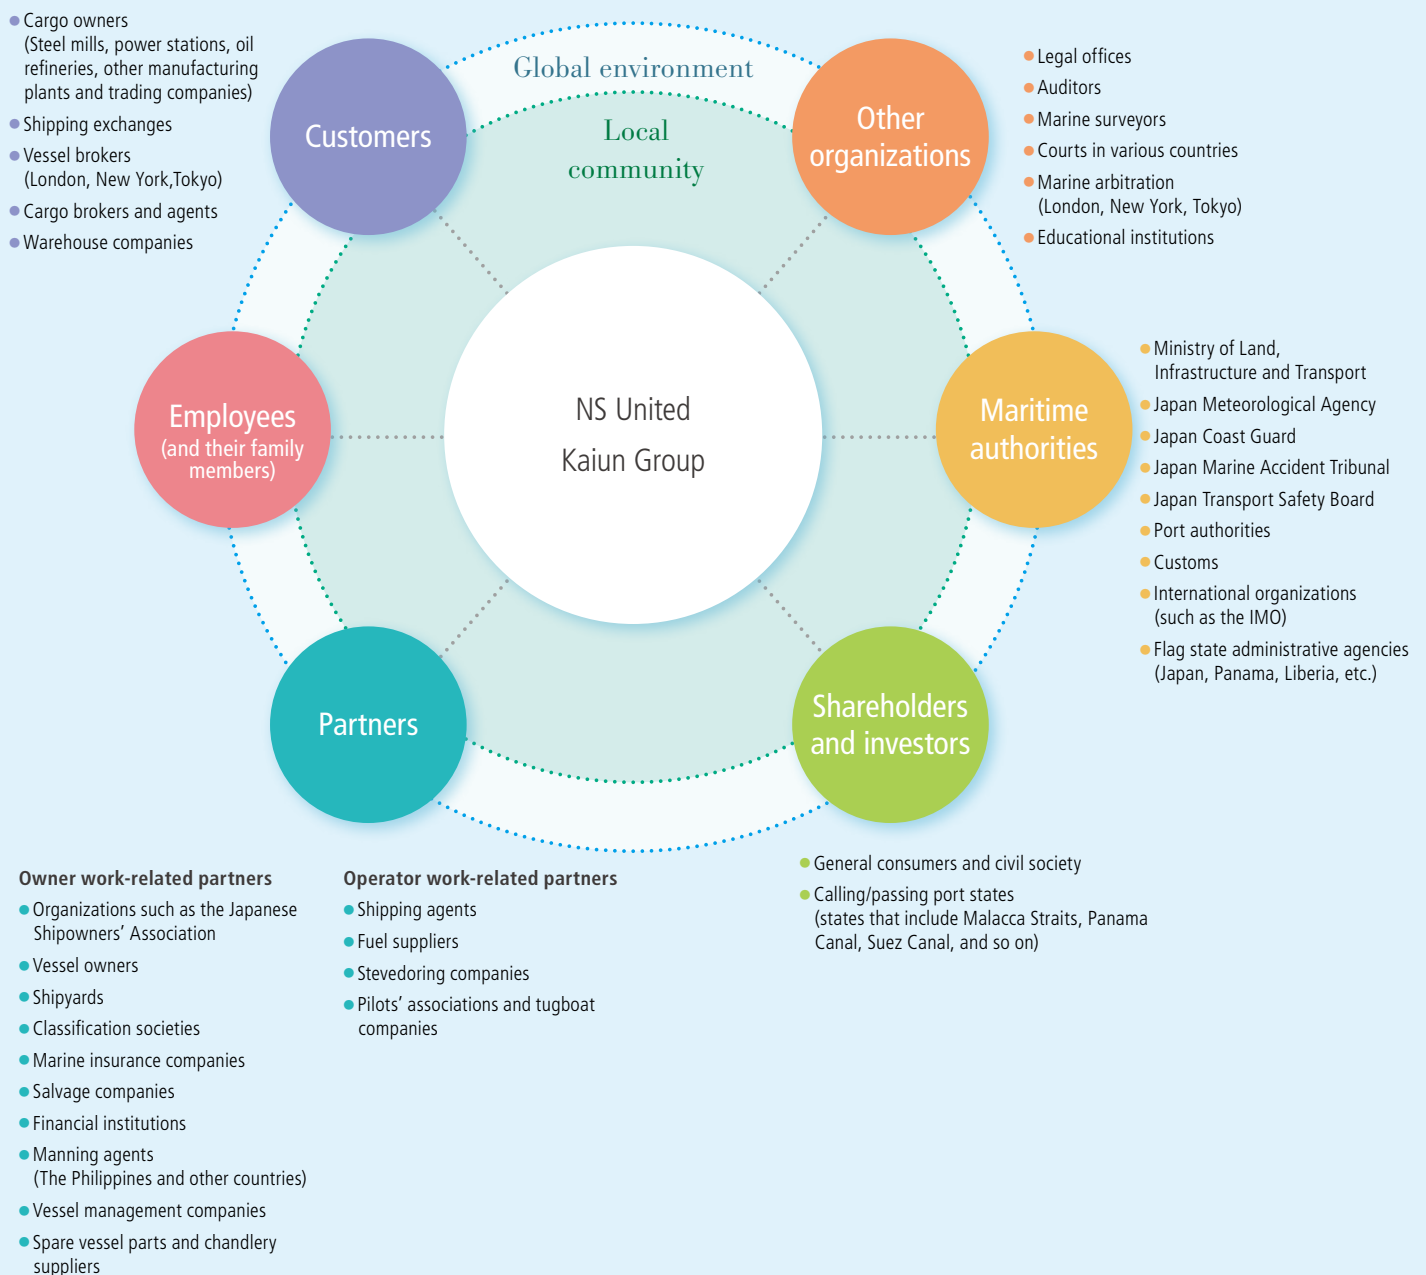 Cargo owners
(Steel mills, power stations, oil
refineries, other manufacturing
plants and trading companies)
Shipping exchanges
Vessel brokers
(London, New York,Tokyo)
Cargo brokers and agents
Warehouse companies
Customers
Global environment
Local
community
Other
organizations
Legal offices
Auditors
Marine surveyors
Courts in various countries
Marine arbitration
(London, New York, Tokyo)
Educational institutions
Employees
(and their family
members)
NS United
Kaiun Group
Maritime
authorities
Ministry of Land,
Infrastructure and Transport
Japan Meteorological Agency
Japan Coast Guard
Japan Marine Accident Tribunal
Japan Transport Safety Board
Port authorities
Customs
International organizations
(such as the IMO)
Flag state administrative agencies
(Japan, Panama, Liberia, etc.)
Partners
Shareholders
and investors
Owner work-related partners
Organizations such as the Japanese
Shipowners’ Association
Vessel owners
Shipyards
Classification societies
Marine insurance companies
Salvage companies
Financial institutions
Manning agents
(The Philippines and other countries)
Vessel management companies
Spare vessel parts and chandlery
suppliers
Operator work-related partners
Shipping agents
Fuel suppliers
Stevedoring companies
Pilots’ associations and tugboat
companies
General consumers and civil society
Calling/passing port states
(states that include Malacca Straits, Panama
Canal, Suez Canal, and so on)